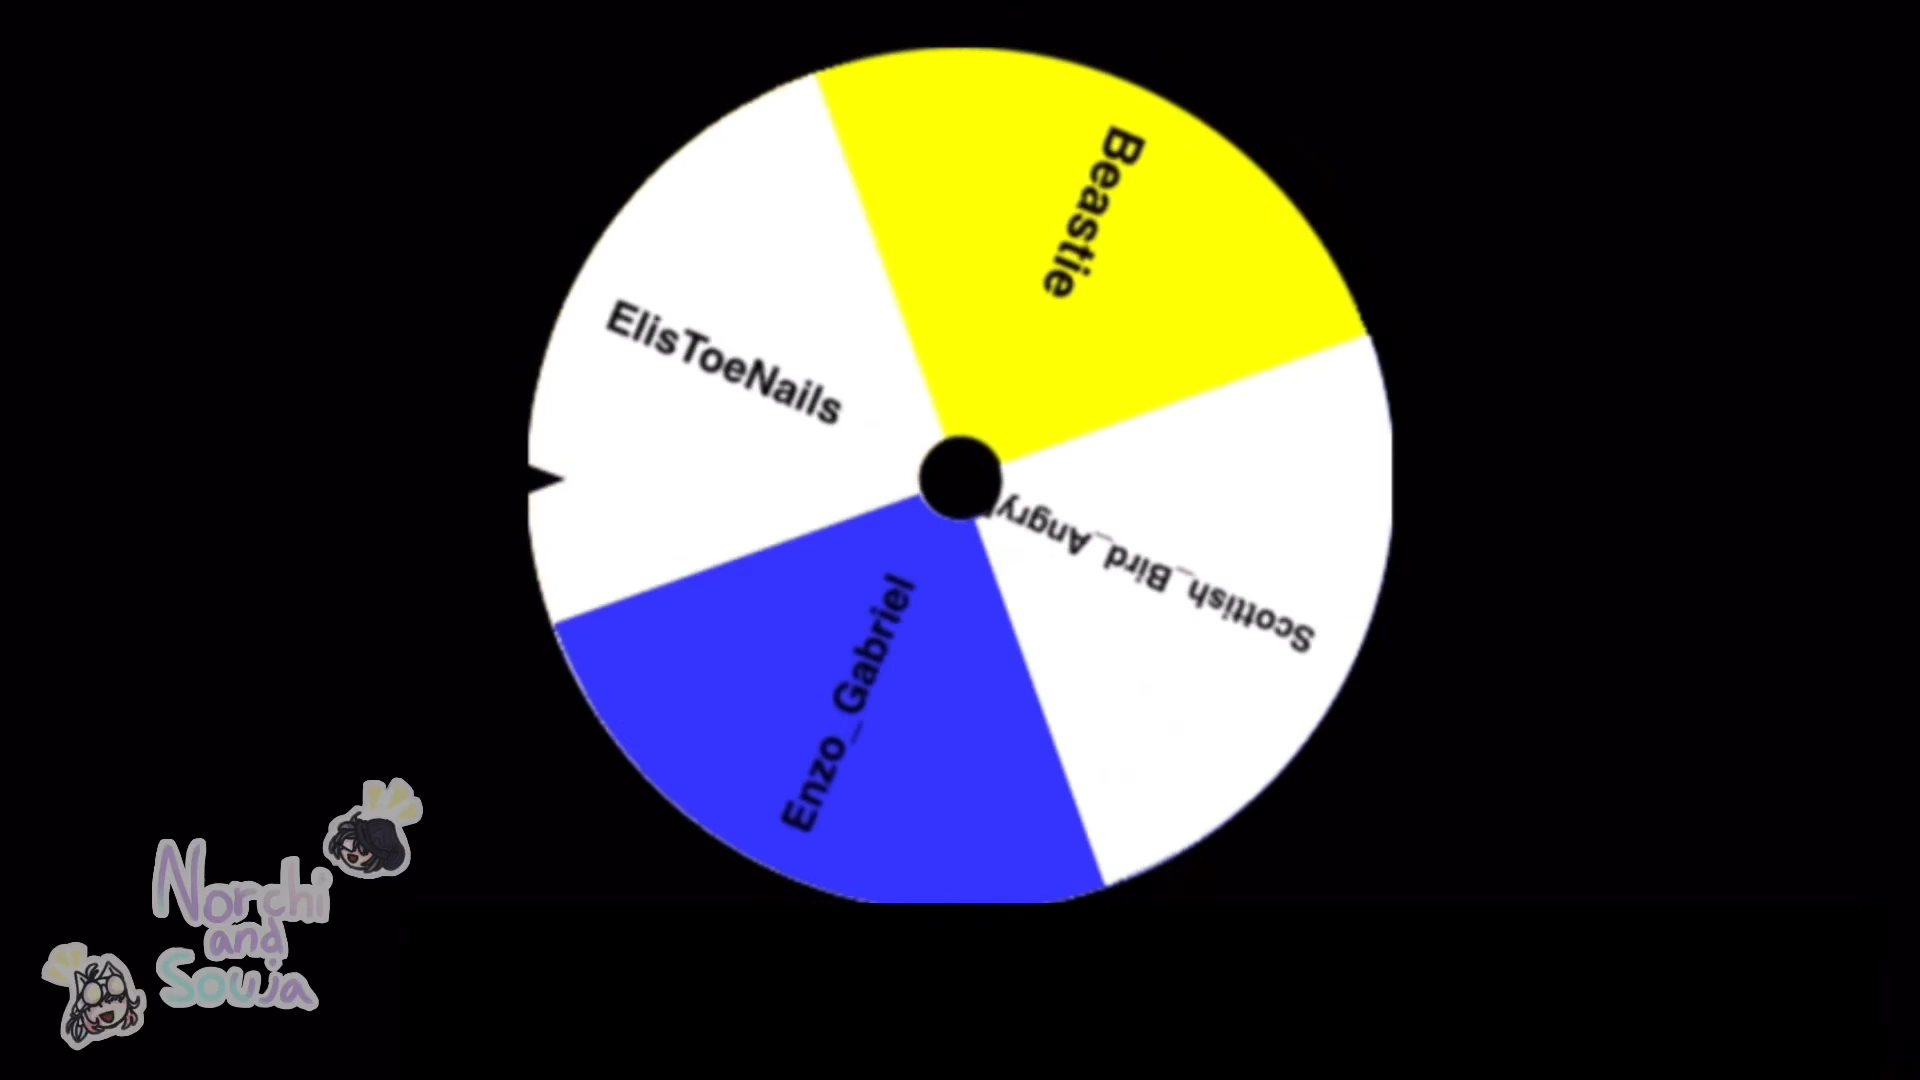 Beastie
ElisToeNails
Scottish_Bird_Angry
Enzo_Gabriel
Norchi
and
Souja